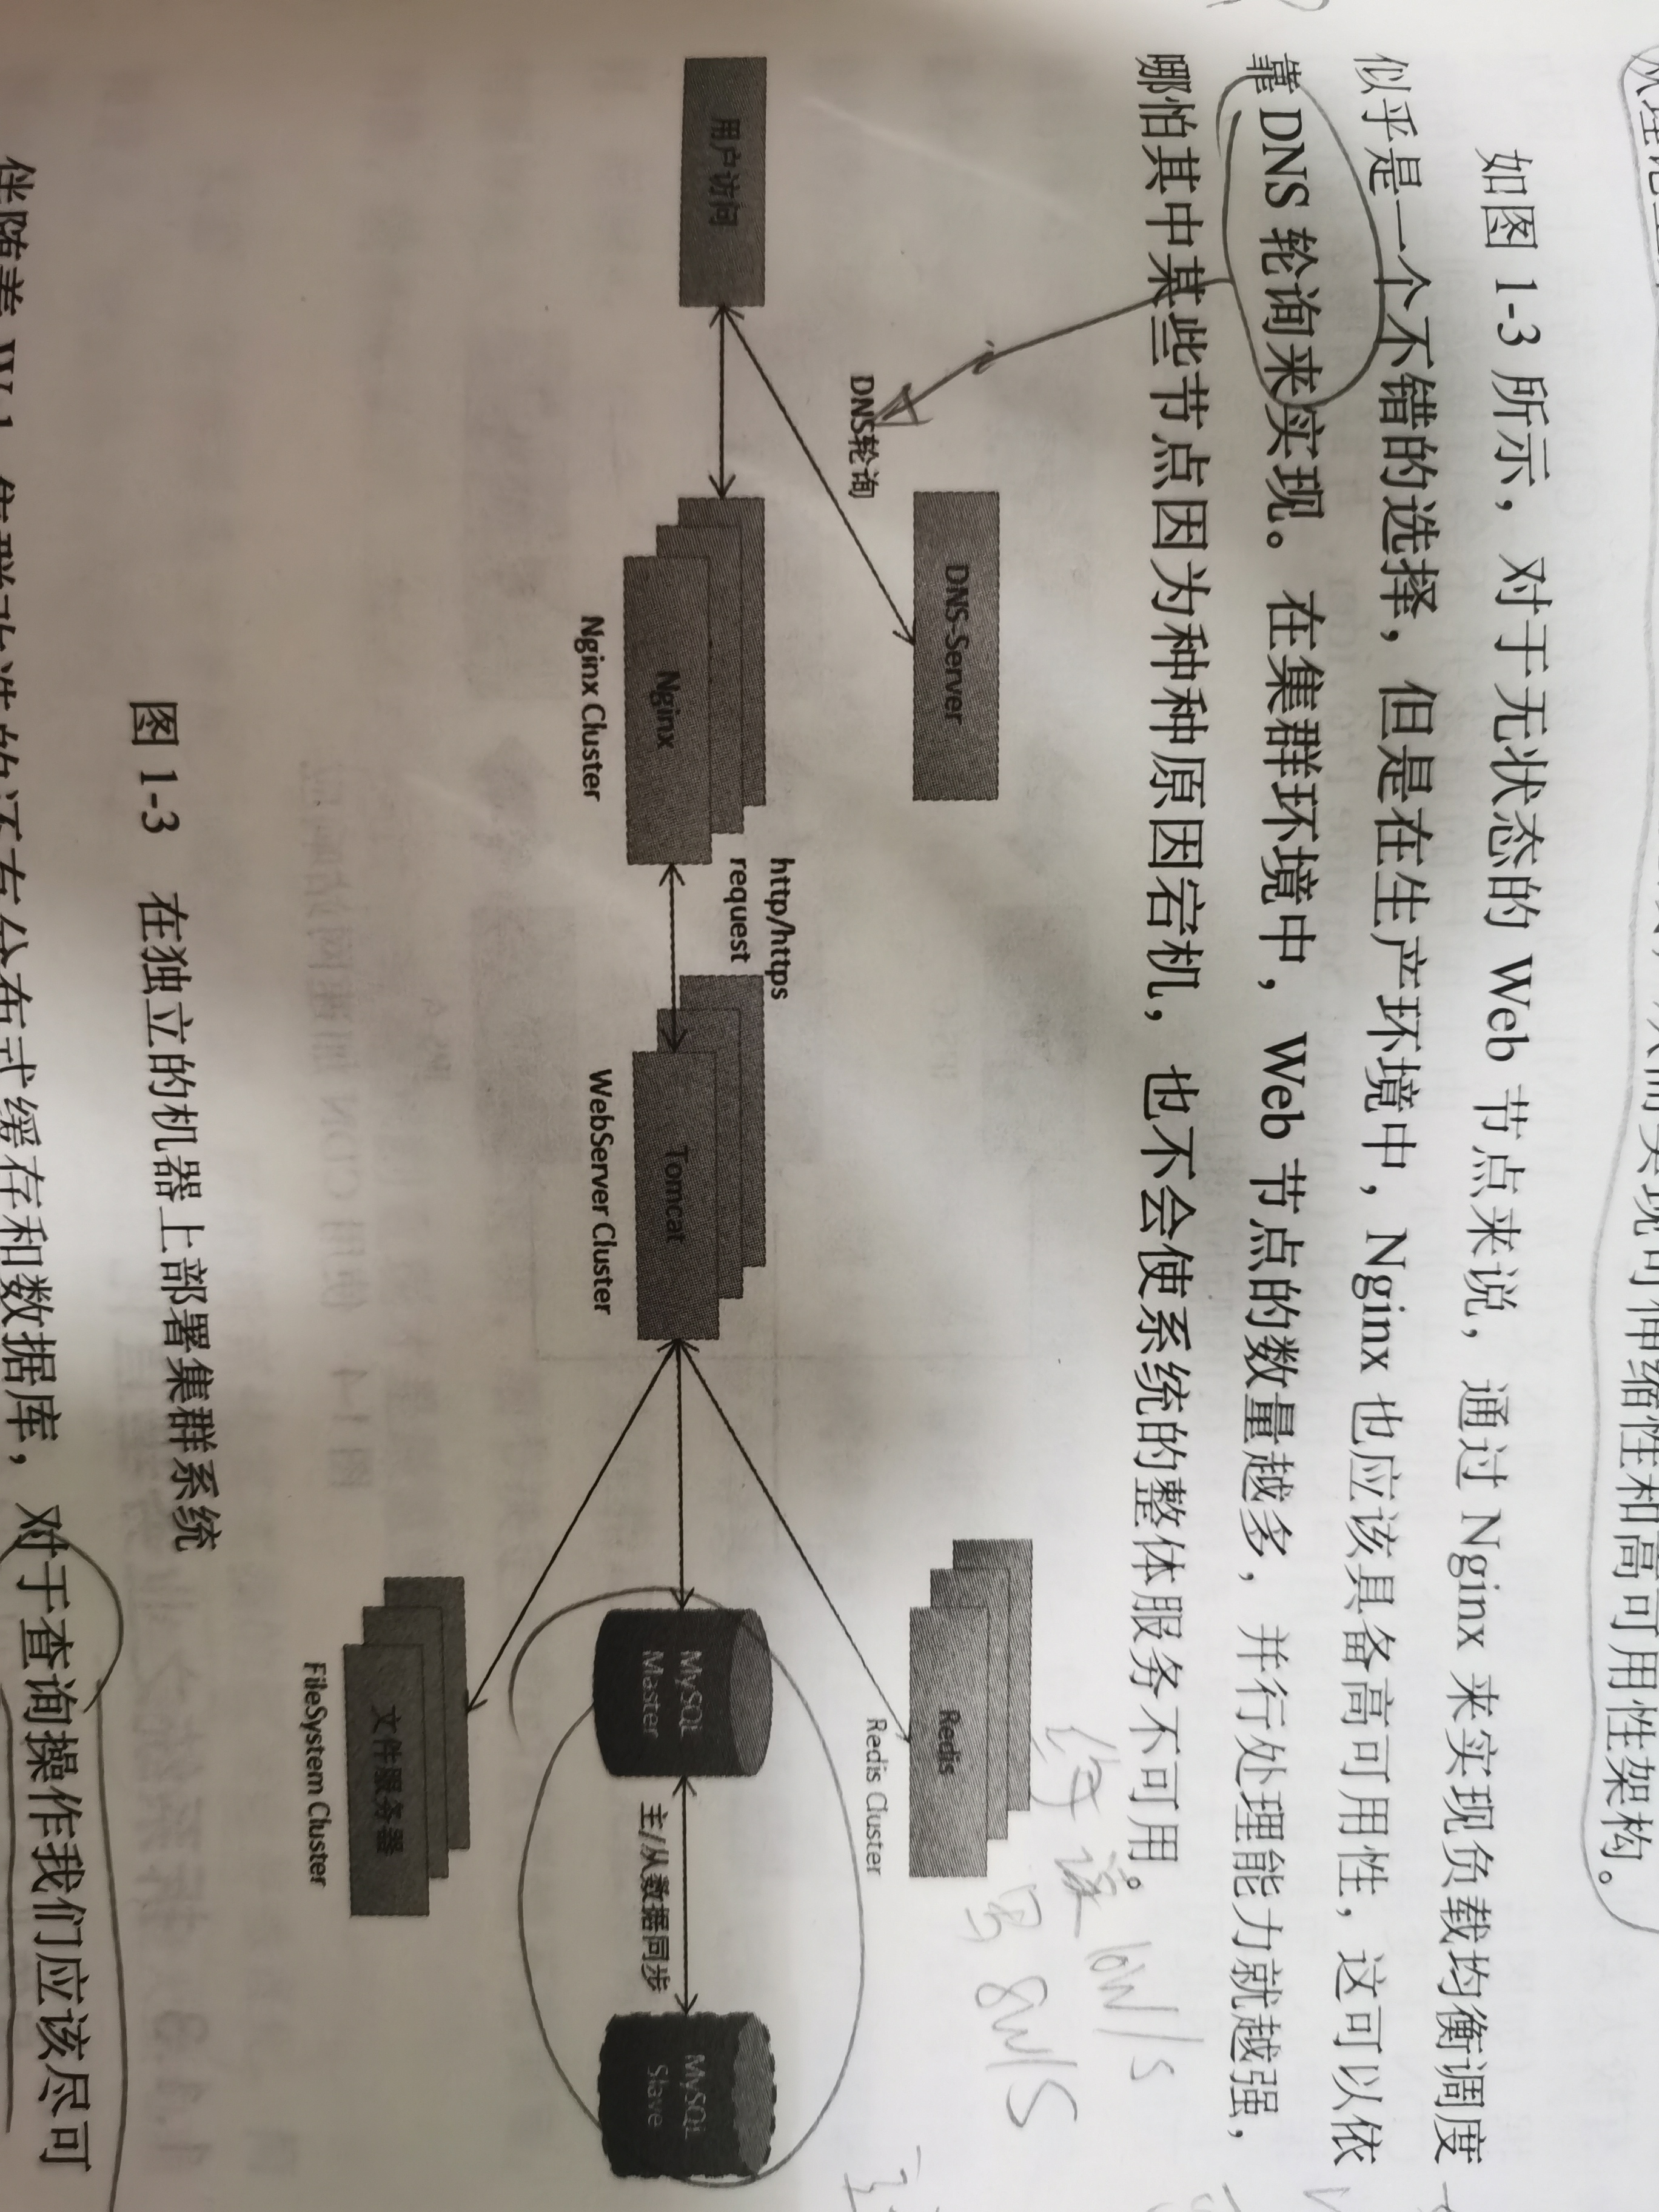 而实现可伸缩性和高可用性架构。
如图 1-3 所示，对于无状态的 Web 节点来说，通过 Nginx 来实现负载均衡调度
似乎是一个不错的选择，但是在生产环境中，Nginx 也应该具备高可用性，这可以依
靠 DNS 轮询来实现。在集群环境中，Web 节点的数量越多，并行处理能力就越强，
哪怕其中某些节点因为种种原因宕机，也不会使系统的整体服务不可用。
读 10W/S
写 8W/S
DNS-Server
Redis
Redis Cluster
DNS轮询
http/https
request
用户访问
Nginx
Nginx Cluster
Tomcat
WebServer Cluster
MySQL
Master
主/从数据同步
MySQL
Slave
文件服务器
FileSystem Cluster
图 1-3 在独立的机器上部署集群系统
伴随着 Web 集群改造的还有分布式缓存和数据库，对于查询操作我们应该尽可